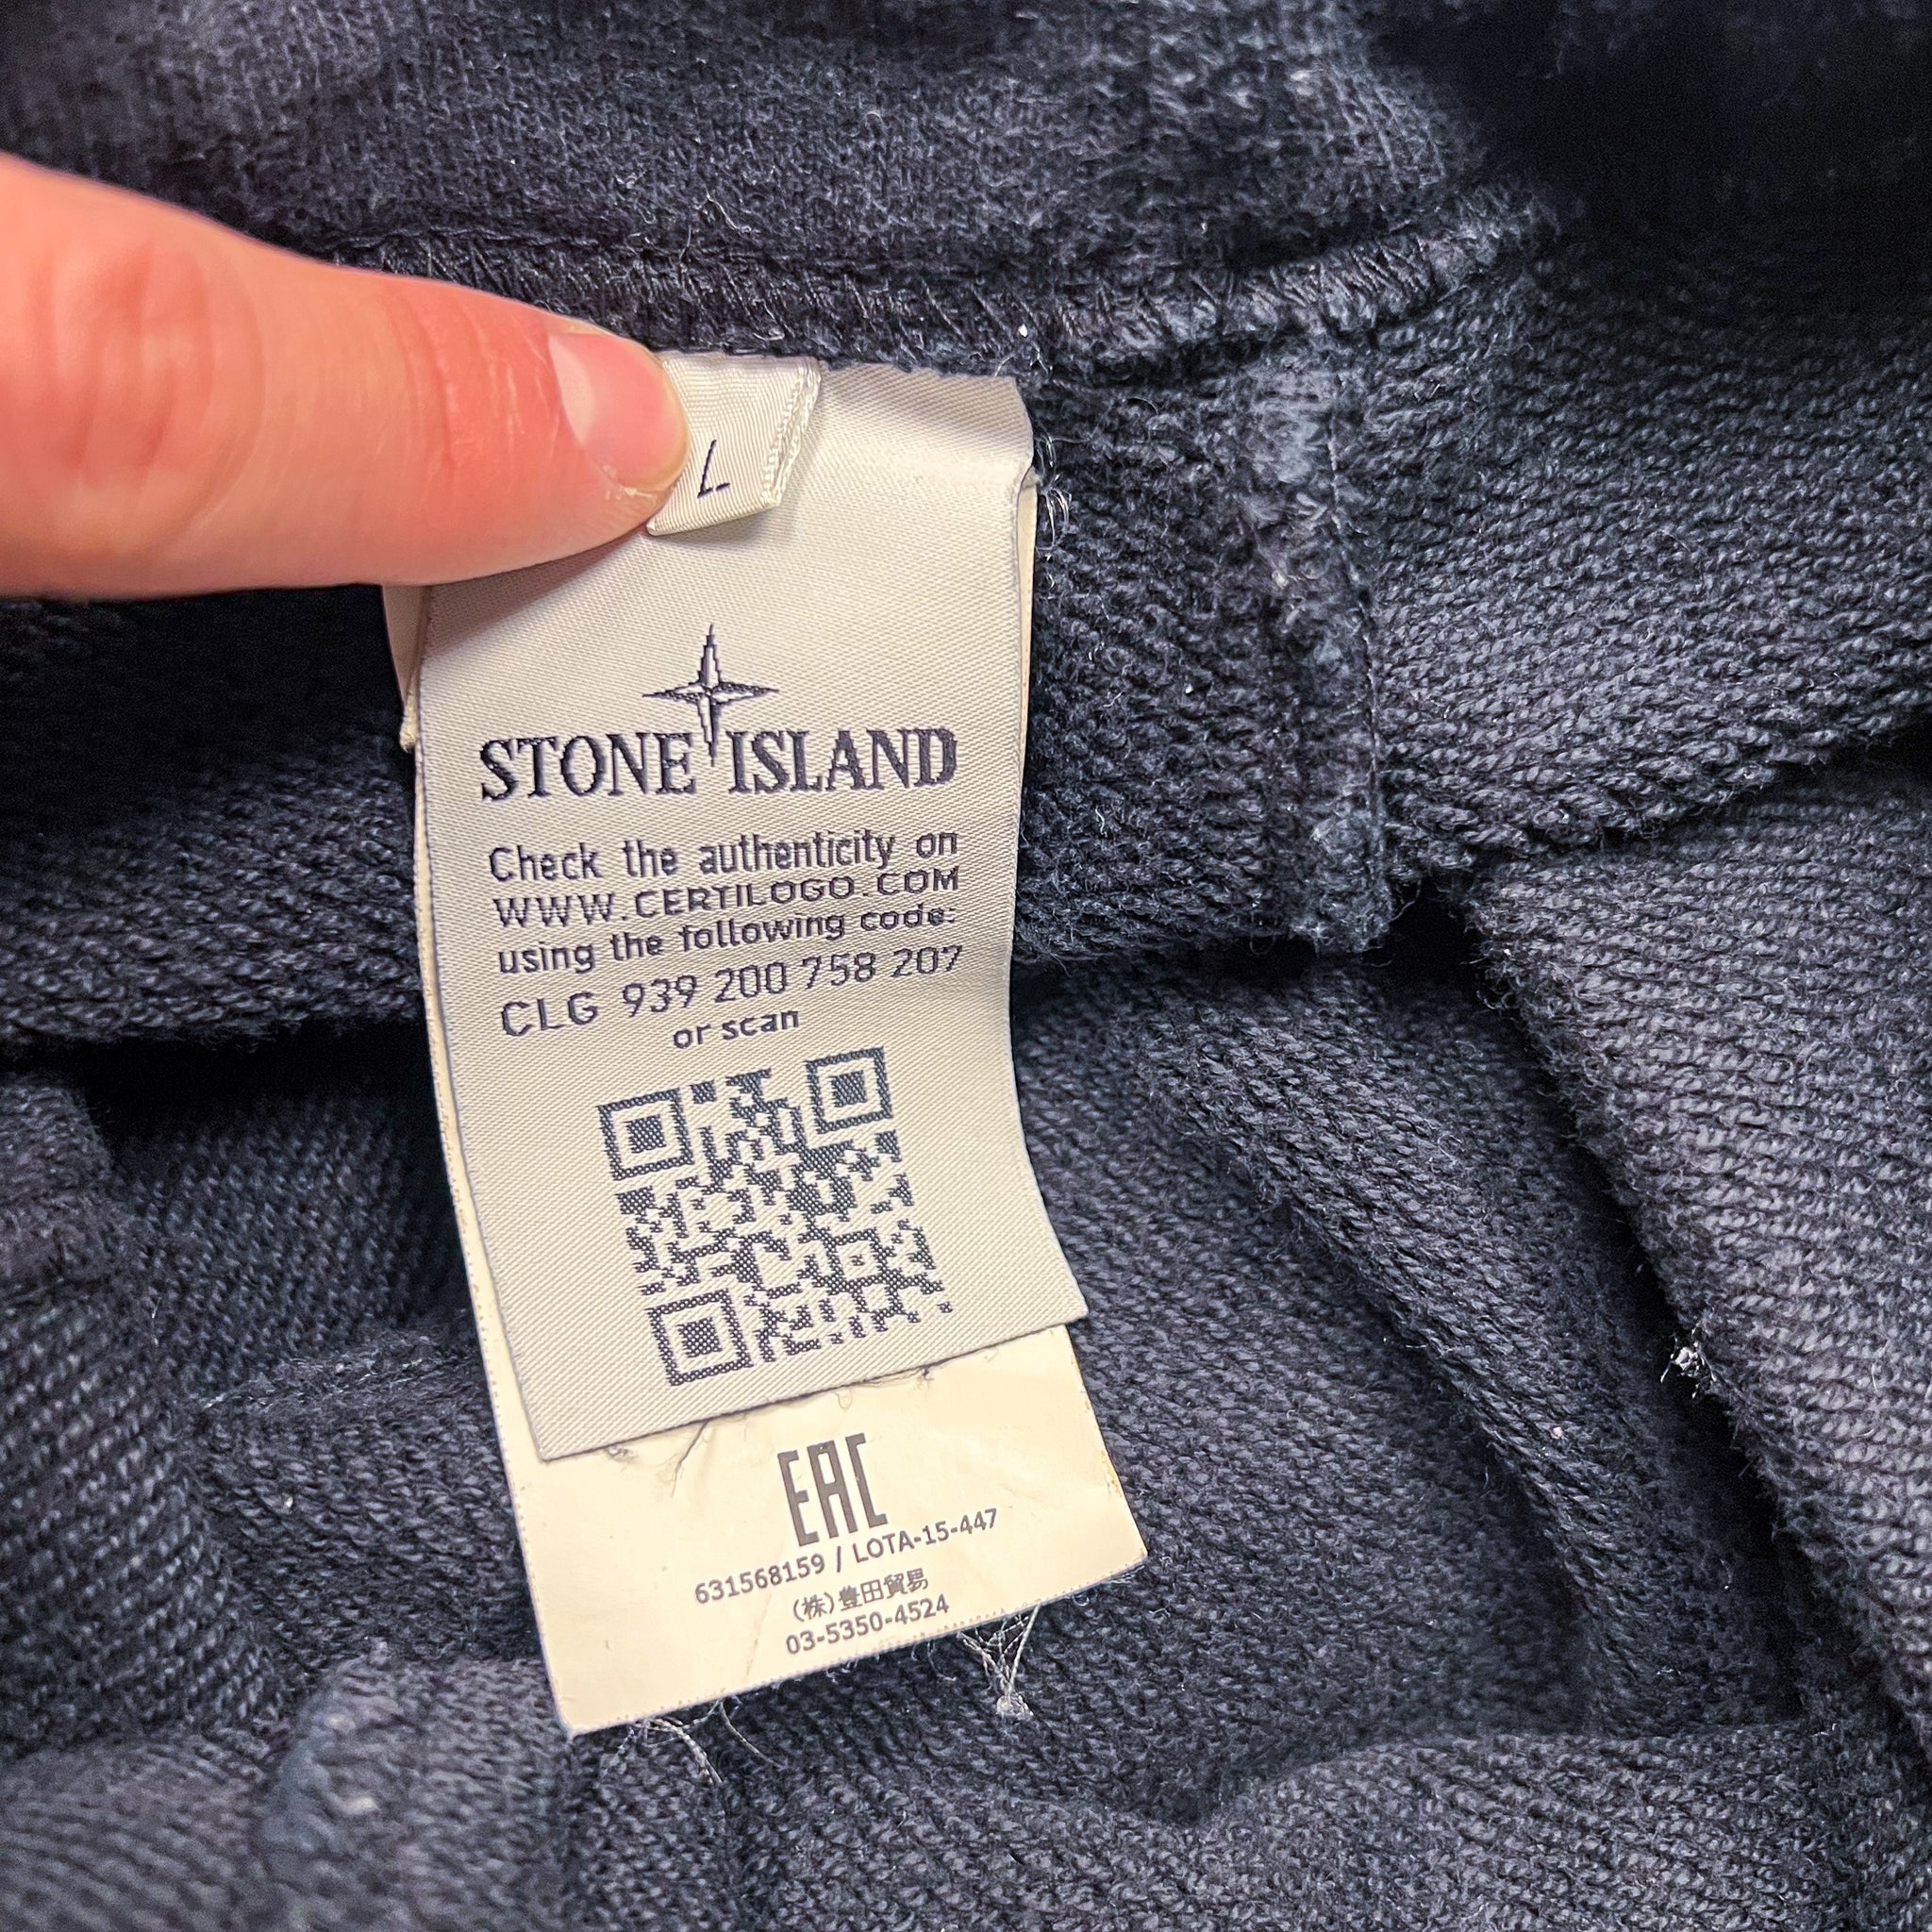 L
STONE ISLAND
Check the authenticity on
WWW.CERTILOGO.COM
using the following code:
CLG 939 200 758 207
or scan
EAC
631568159 / LOTA-15-447
(株)豊田貿易
03-5350-4524